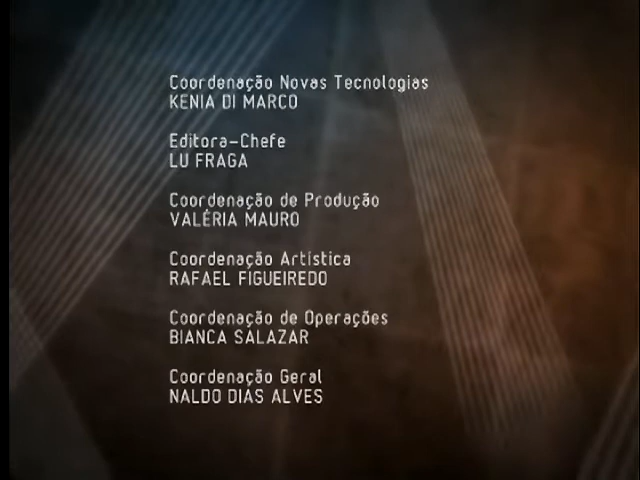 Coordenação Novas Tecnologias
KENIA DI MARCO
Editora-Chefe
LU FRAGA
Coordenação de Produção
VALÉRIA MAURO
Coordenação Artística
RAFAEL FIGUEIREDO
Coordenação de Operações
BIANCA SALAZAR
Coordenação Geral
NALDO DIAS ALVES